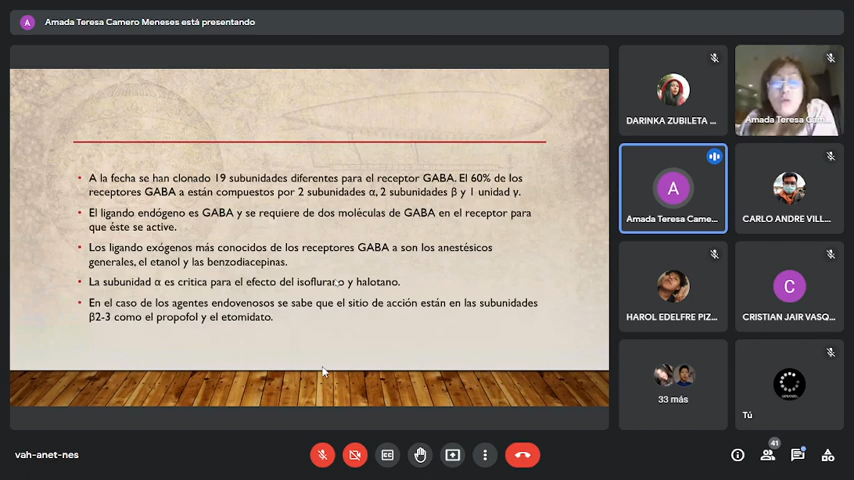 Amada Teresa Camero Meneses está presentando
A
• A la fecha se han clonado 19 subunidades diferentes para el receptor GABA. El 60% de los
receptores GABA a están compuestos por 2 subunidades α, 2 subunidades β y 1 unidad γ.
• El ligando endógeno es GABA y se requiere de dos moléculas de GABA en el receptor para
que éste se active.
• Los ligando exógenos más conocidos de los receptores GABA a son los anestésicos
generales, el etanol y las benzodiacepinas.
• La subunidad α es critica para el efecto del isoflurano y halotano.
• En el caso de los agentes endovenosos se sabe que el sitio de acción están en las subunidades
β2-3 como el propofol y el etomidato.
DARINKA ZUBILETA ...
Amada Teresa Cam...
A
Amada Teresa Came...
CARLO ANDRE VILL...
HAROL EDELFRE PIZ...
C
CRISTIAN JAIR VASQ...
33 más
Tú
vah-anet-nes
41